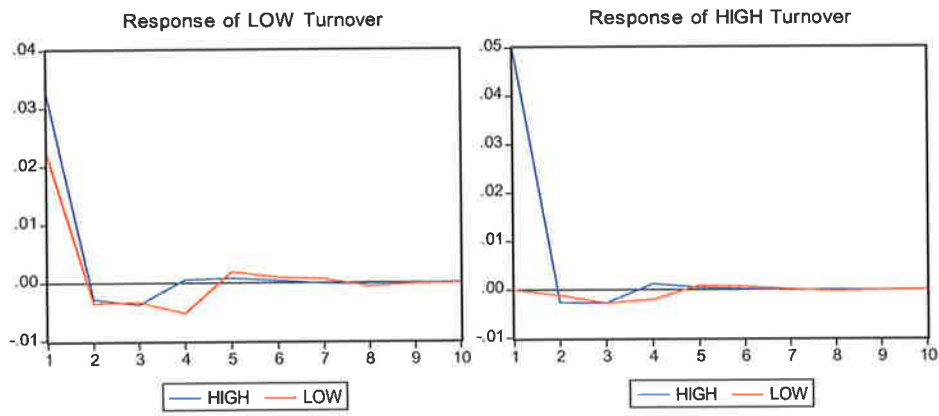 Response of LOW Turnover
.04
.03
.02
.01
.00
-.01
1 2 3 4 5 6 7 8 9 10
HIGH LOW
Response of HIGH Turnover
.05
.04
.03
.02
.01
.00
-.01
1 2 3 4 5 6 7 8 9 10
HIGH LOW